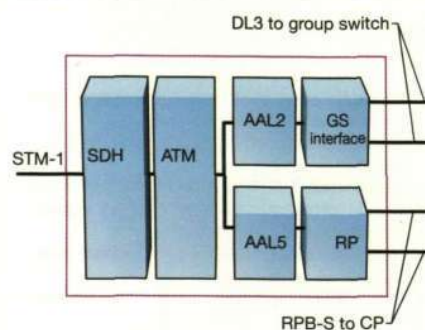 DL3 to group switch
STM-1
SDH
ATM
AAL2
GS
interface
AAL5
RP
RPB-S to CP